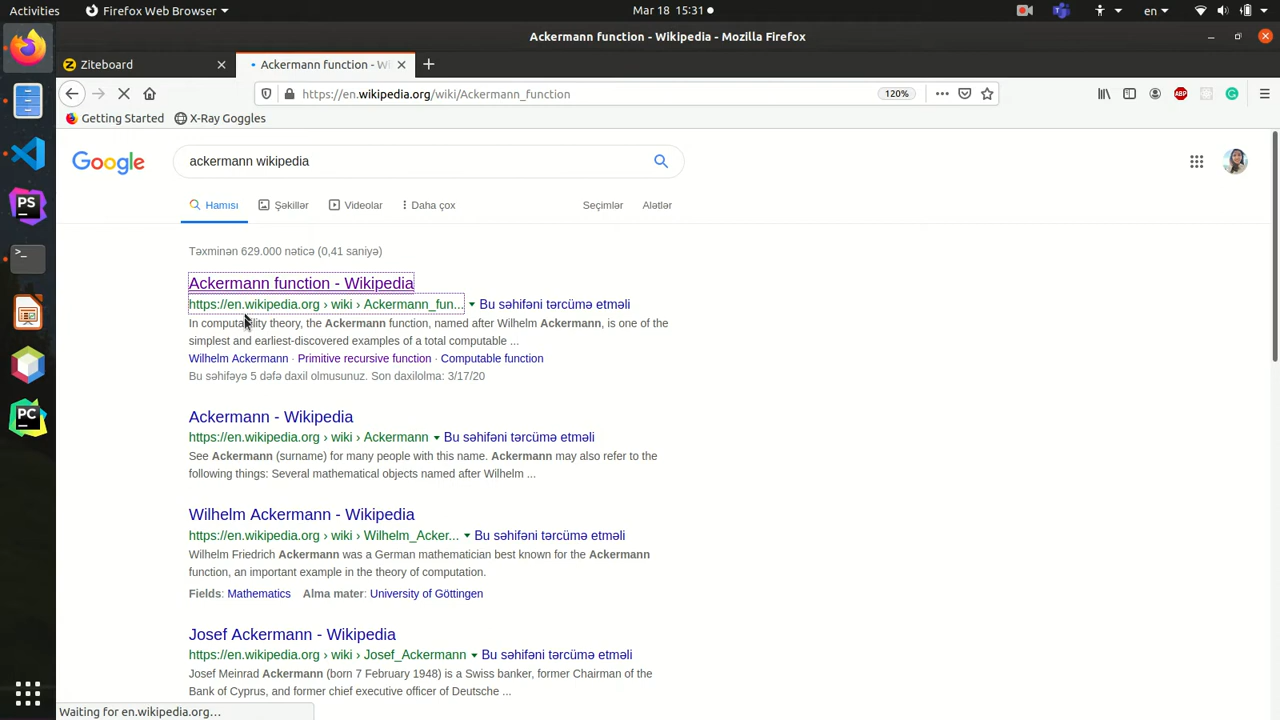 Activities
Firefox Web Browser
Mar 18 15:31
en
Ackermann function - Wikipedia - Mozilla Firefox
Ziteboard
Ackermann function - Wi
https://en.wikipedia.org/wiki/Ackermann_function
120%
ABP
Getting Started
X-Ray Goggles
Google
ackermann wikipedia
Hamısı
Şəkillər
Videolar
Daha çox
Seçimlər
Alətlər
Təxminən 629.000 nəticə (0,41 saniyə)
Ackermann function - Wikipedia
https://en.wikipedia.org › wiki › Ackermann_fun... Bu səhifəni tərcümə etməli
In computability theory, the Ackermann function, named after Wilhelm Ackermann, is one of the
simplest and earliest-discovered examples of a total computable ...
Wilhelm Ackermann · Primitive recursive function · Computable function
Bu səhifəyə 5 dəfə daxil olmusunuz. Son daxilolma: 3/17/20
Ackermann - Wikipedia
https://en.wikipedia.org › wiki › Ackermann Bu səhifəni tərcümə etməli
See Ackermann (surname) for many people with this name. Ackermann may also refer to the
following things: Several mathematical objects named after Wilhelm ...
Wilhelm Ackermann - Wikipedia
https://en.wikipedia.org › wiki › Wilhelm_Acker... Bu səhifəni tərcümə etməli
Wilhelm Friedrich Ackermann was a German mathematician best known for the Ackermann
function, an important example in the theory of computation.
Fields: Mathematics Alma mater: University of Göttingen
Josef Ackermann - Wikipedia
https://en.wikipedia.org › wiki › Josef_Ackermann Bu səhifəni tərcümə etməli
Josef Meinrad Ackermann (born 7 February 1948) is a Swiss banker, former Chairman of the
Bank of Cyprus, and former chief executive officer of Deutsche ...
Waiting for en.wikipedia.org…
PS
PC